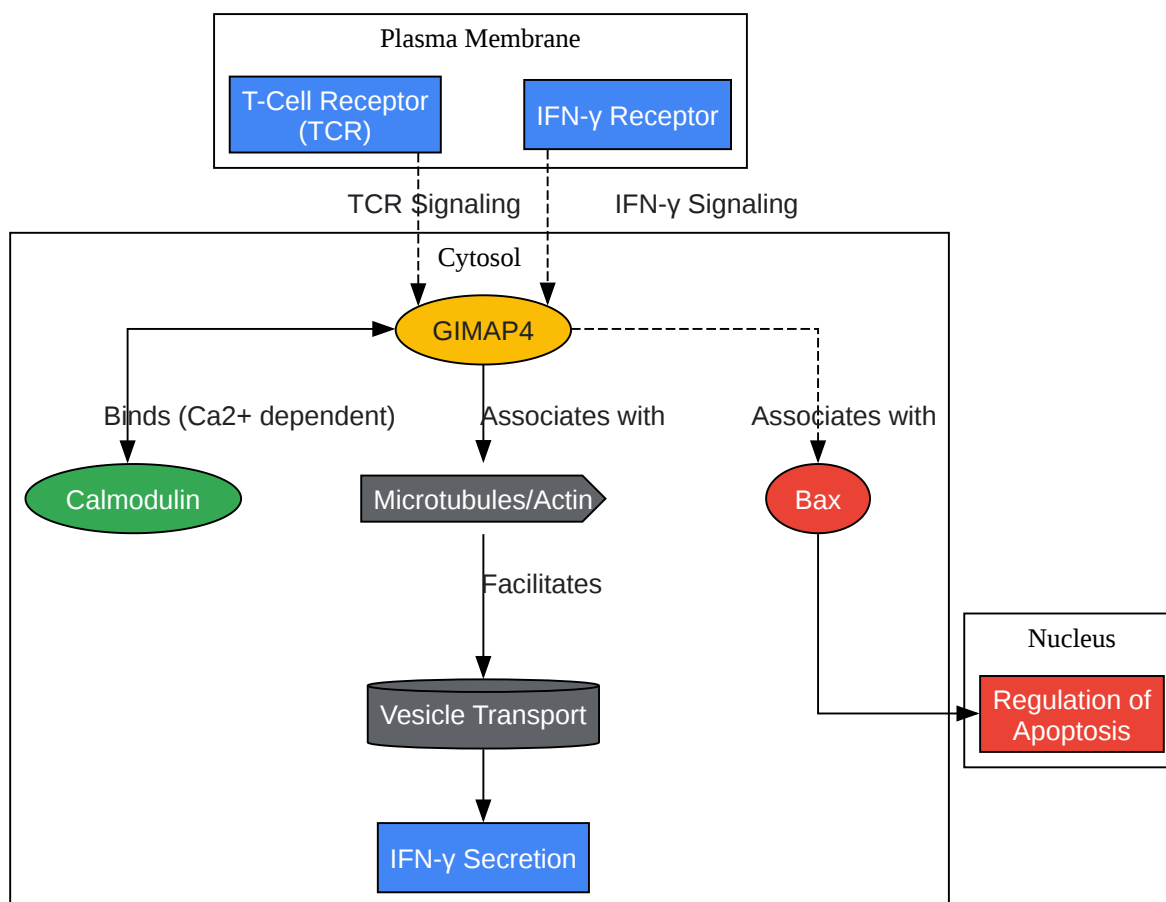 Plasma Membrane
T-Cell Receptor
(TCR)
IFN-γ Receptor
TCR Signaling
IFN-γ Signaling
Cytosol
GIMAP4
Binds (Ca2+ dependent)
Associates with
Associates with
Calmodulin
Microtubules/Actin
Bax
Facilitates
Nucleus
Vesicle Transport
Regulation of
Apoptosis
IFN-γ Secretion